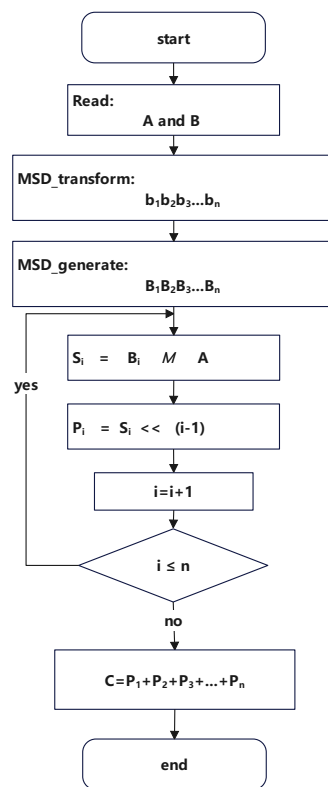 start
Read:
A and B
MSD_transform:
b₁b₂b₃...bₙ
MSD_generate:
B₁B₂B₃...Bₙ
Sᵢ = Bᵢ M A
yes
Pᵢ = Sᵢ << (i-1)
i=i+1
i ≤ n
no
C=P₁+P₂+P₃+...+Pₙ
end